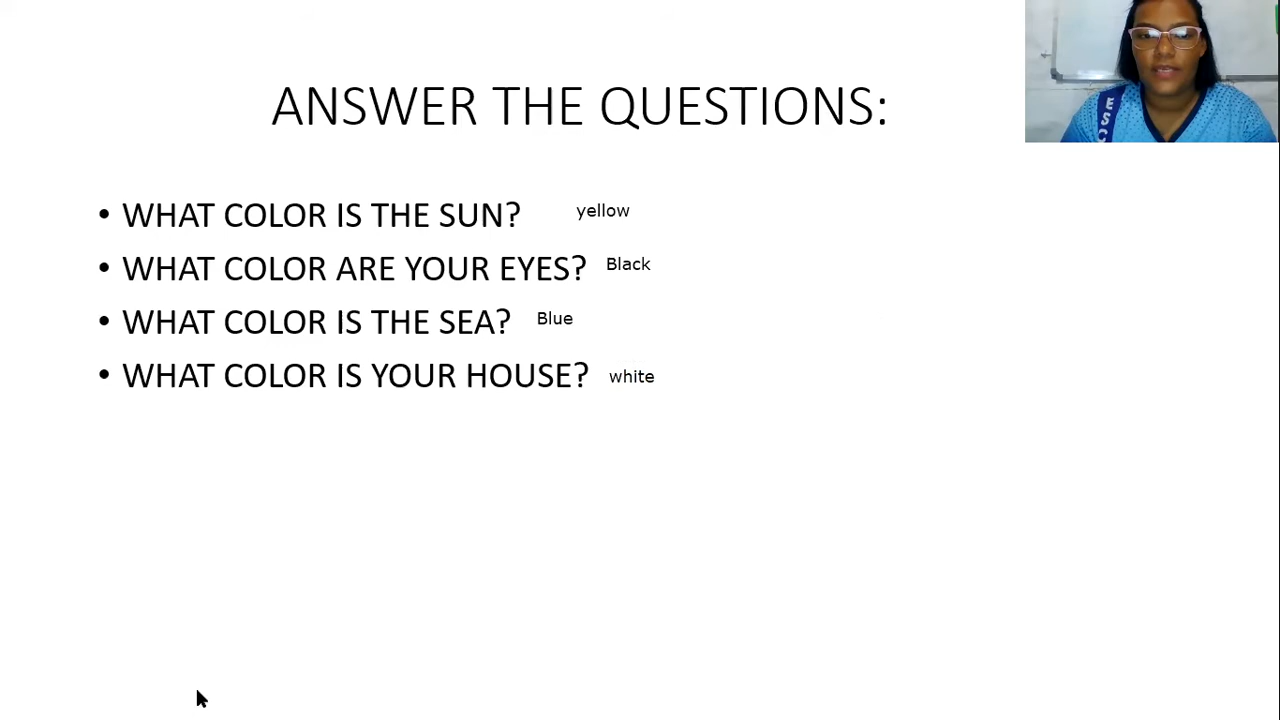 ANSWER THE QUESTIONS:
• WHAT COLOR IS THE SUN? yellow
• WHAT COLOR ARE YOUR EYES? Black
• WHAT COLOR IS THE SEA? Blue
• WHAT COLOR IS YOUR HOUSE? white
ESC